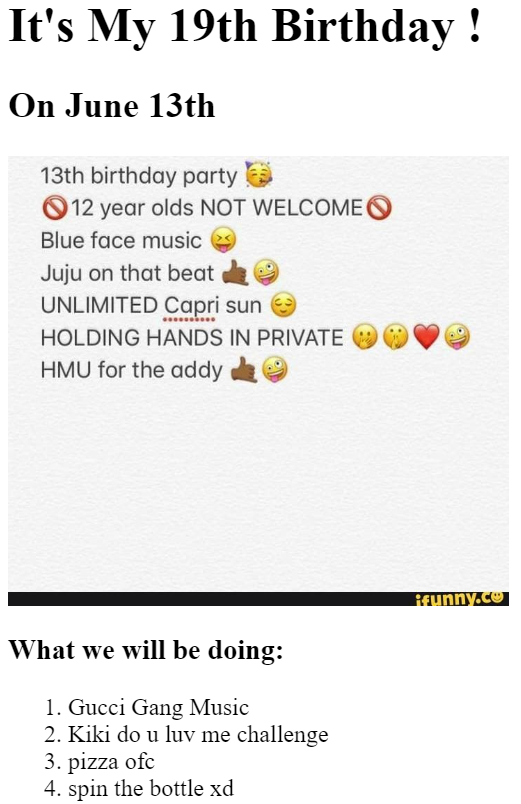 It's My 19th Birthday !
On June 13th
13th birthday party 🥳
🚫12 year olds NOT WELCOME🚫
Blue face music 😝
Juju on that beat 🤙🏾🤪
UNLIMITED Capri sun 😌
HOLDING HANDS IN PRIVATE 🤭🤫❤️🤪
HMU for the addy 🤙🏾🤪
ifunny.co
What we will be doing:
1. Gucci Gang Music
2. Kiki do u luv me challenge
3. pizza ofc
4. spin the bottle xd